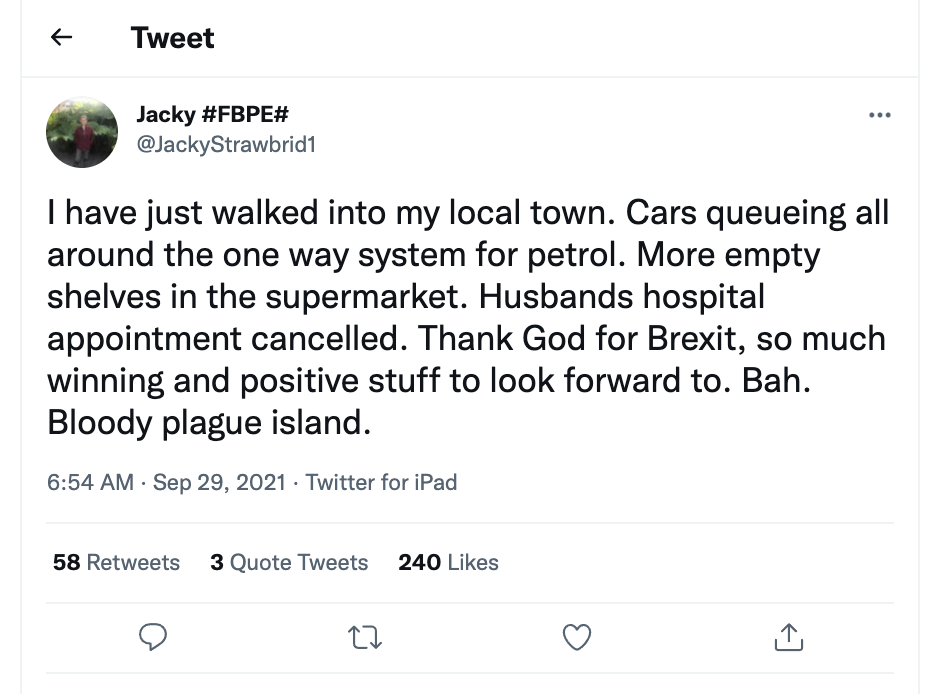 Tweet
Jacky #FBPE#
@JackyStrawbrid1
I have just walked into my local town. Cars queueing all
around the one way system for petrol. More empty
shelves in the supermarket. Husbands hospital
appointment cancelled. Thank God for Brexit, so much
winning and positive stuff to look forward to. Bah.
Bloody plague island.
6:54 AM · Sep 29, 2021 · Twitter for iPad
58 Retweets 3 Quote Tweets 240 Likes